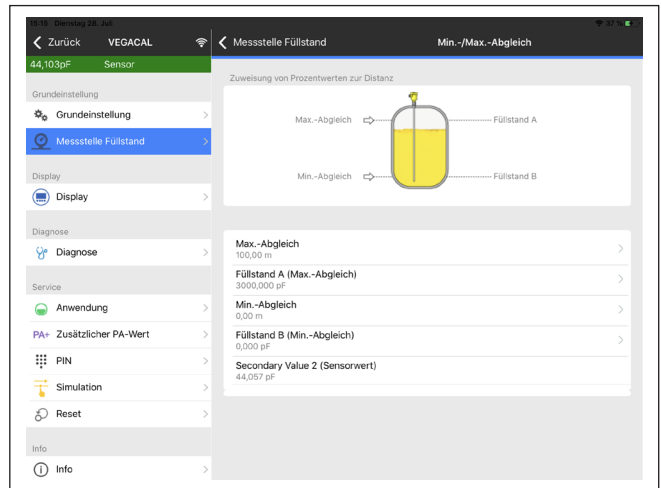 15:15 Dienstag 28. Juli
37 %
Zurück VEGACAL
Messstelle Füllstand
Min.-/Max.-Abgleich
44,103pF Sensor
Grundeinstellung
Grundeinstellung
Messstelle Füllstand
Display
Display
Diagnose
Diagnose
Service
Anwendung
PA+ Zusätzlicher PA-Wert
PIN
Simulation
Reset
Info
Info
Zuweisung von Prozentwerten zur Distanz
Max.-Abgleich
Füllstand A
Min.-Abgleich
Füllstand B
Max.-Abgleich
100,00 m
Füllstand A (Max.-Abgleich)
3000,000 pF
Min.-Abgleich
0,00 m
Füllstand B (Min.-Abgleich)
0,000 pF
Secondary Value 2 (Sensorwert)
44,057 pF